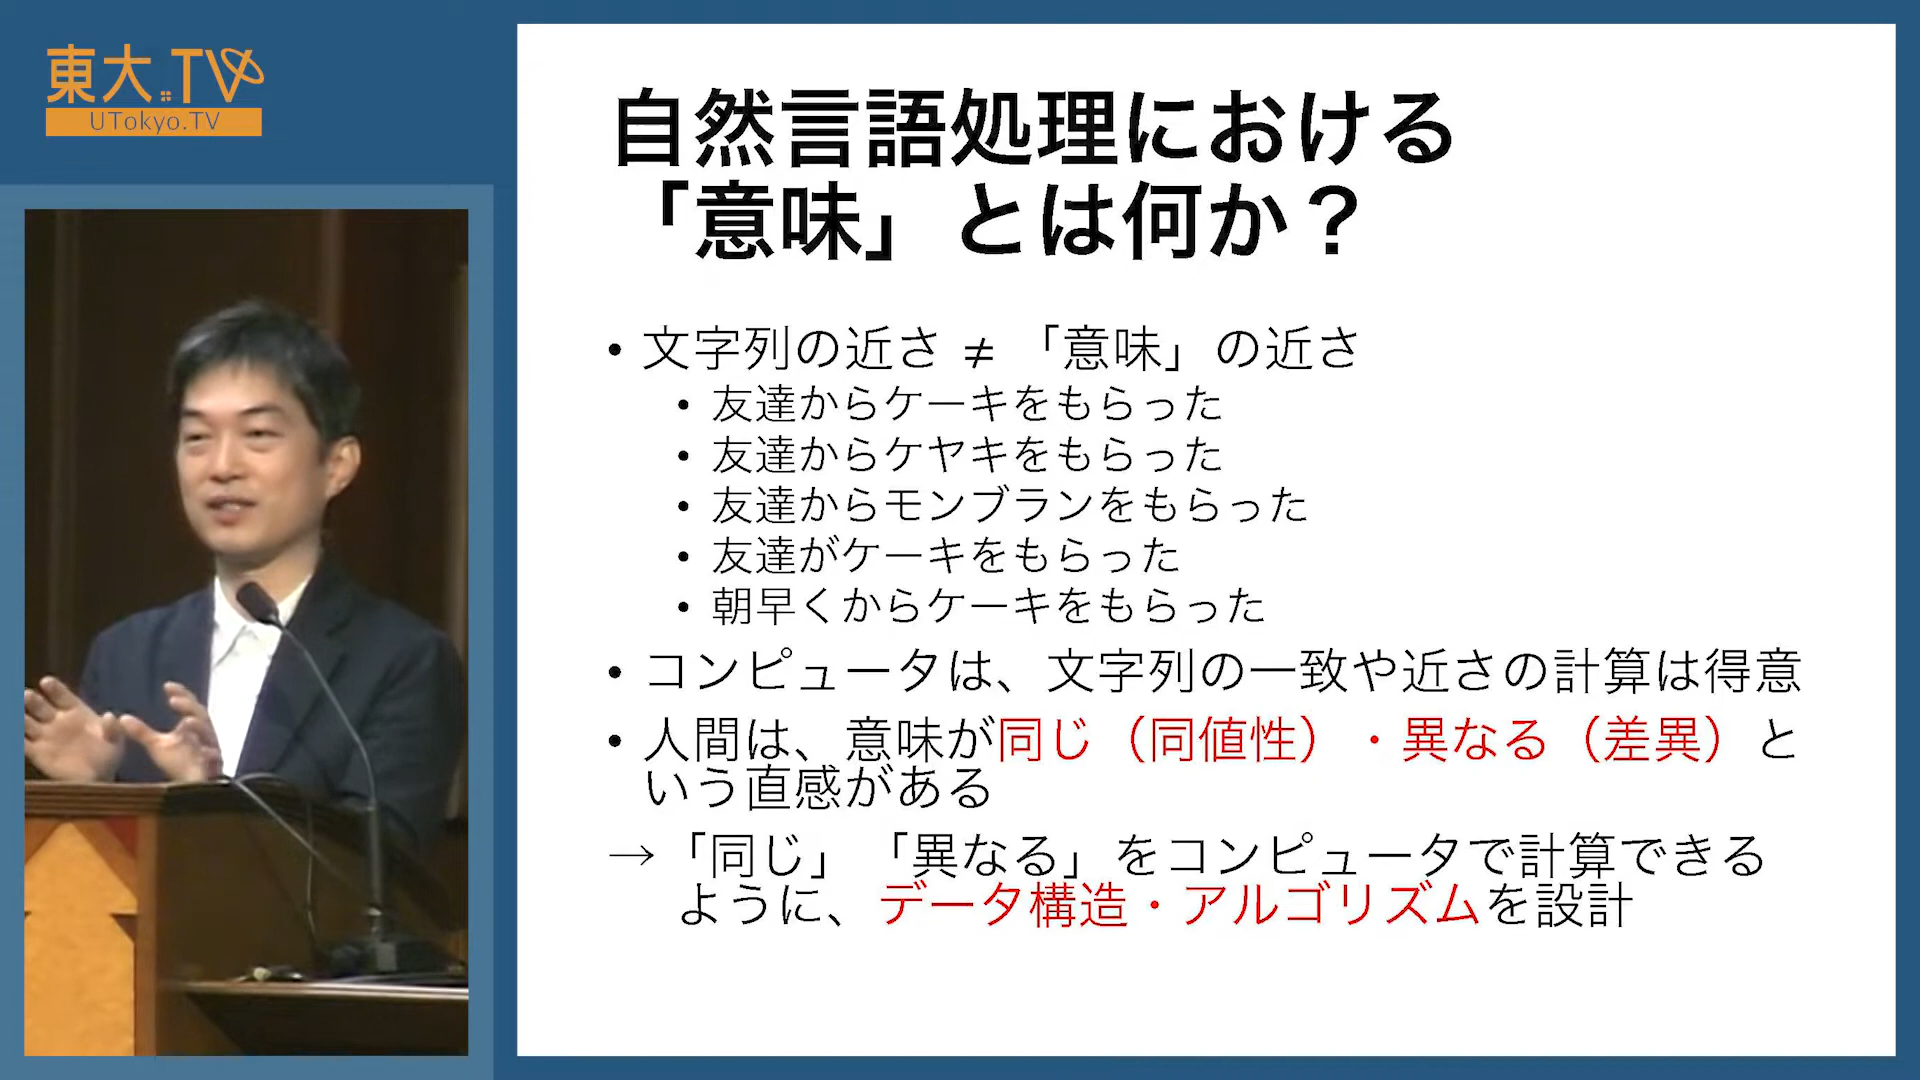 東大.TV
UTokyo.TV
自然言語処理における
「意味」とは何か？
• 文字列の近さ ≠ 「意味」の近さ
• 友達からケーキをもらった
• 友達からケヤキをもらった
• 友達からモンブランをもらった
• 友達がケーキをもらった
• 朝早くからケーキをもらった
• コンピュータは、文字列の一致や近さの計算は得意
• 人間は、意味が同じ（同値性）・異なる（差異）と
いう直感がある
→「同じ」「異なる」をコンピュータで計算できる
ように、データ構造・アルゴリズムを設計